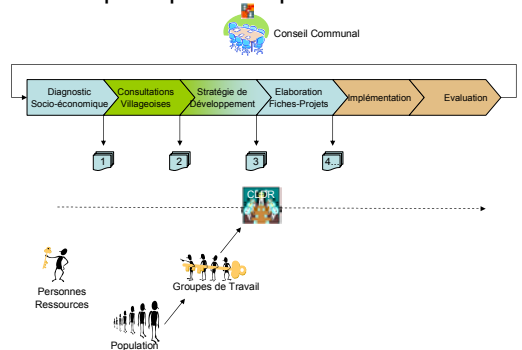 Conseil Communal
Diagnostic
Socio-économique
Consultations
Villageoises
Stratégie de
Développement
Elaboration
Fiches-Projets
Implémentation
Evaluation
1
2
3
4...
CLDR
Personnes
Ressources
Groupes de Travail
Population